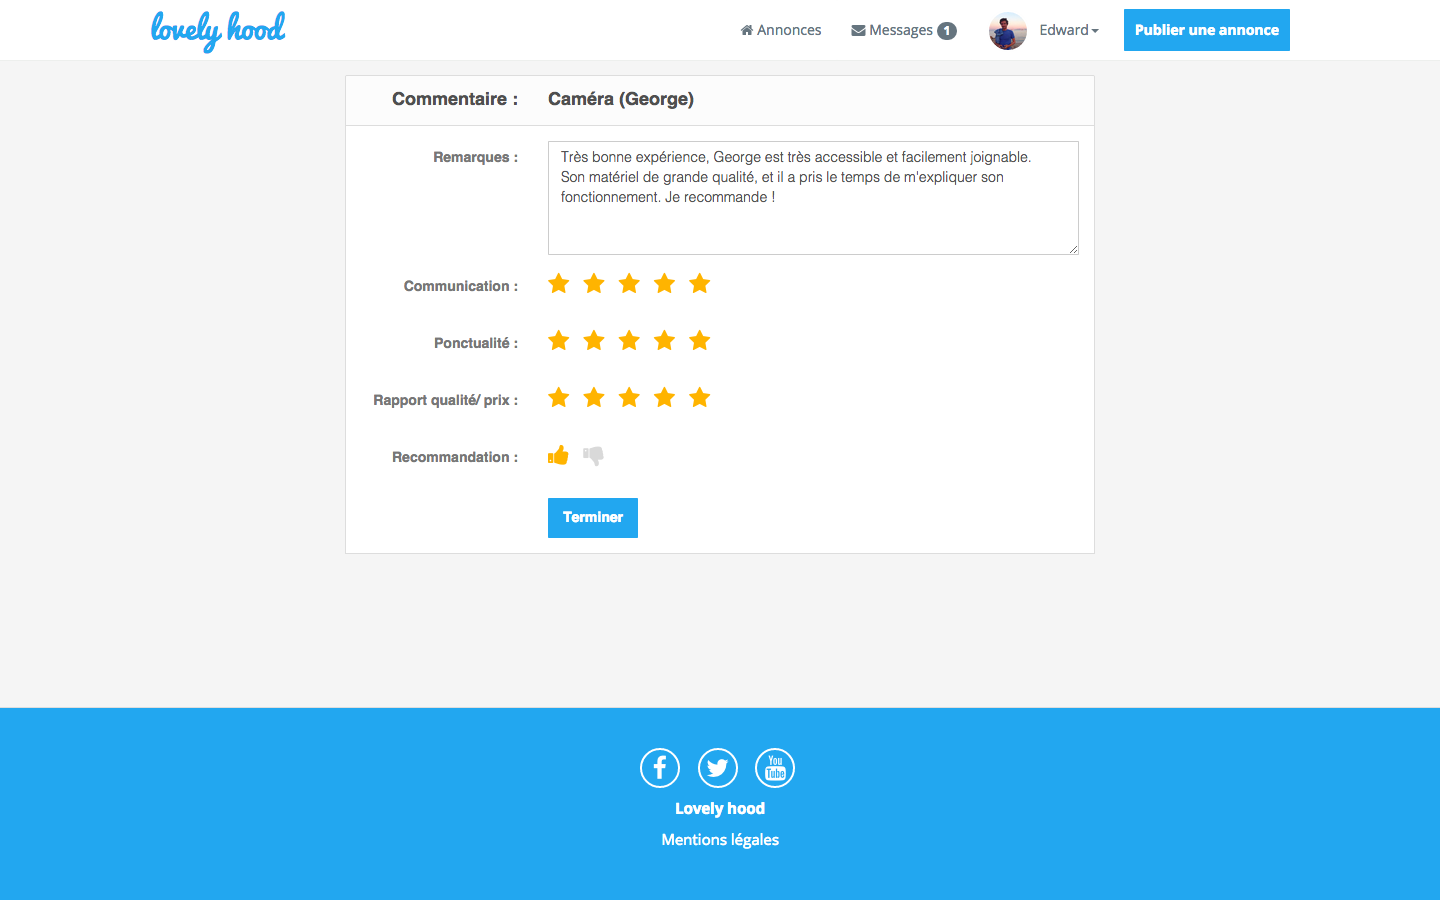 lovely hood
Annonces
Messages 1
Edward
Publier une annonce
Commentaire :
Caméra (George)
Remarques :
Très bonne expérience, George est très accessible et facilement joignable.
Son matériel de grande qualité, et il a pris le temps de m'expliquer son
fonctionnement. Je recommande !
Communication :
Ponctualité :
Rapport qualité/ prix :
Recommandation :
Terminer
You
Tube
Lovely hood
Mentions légales